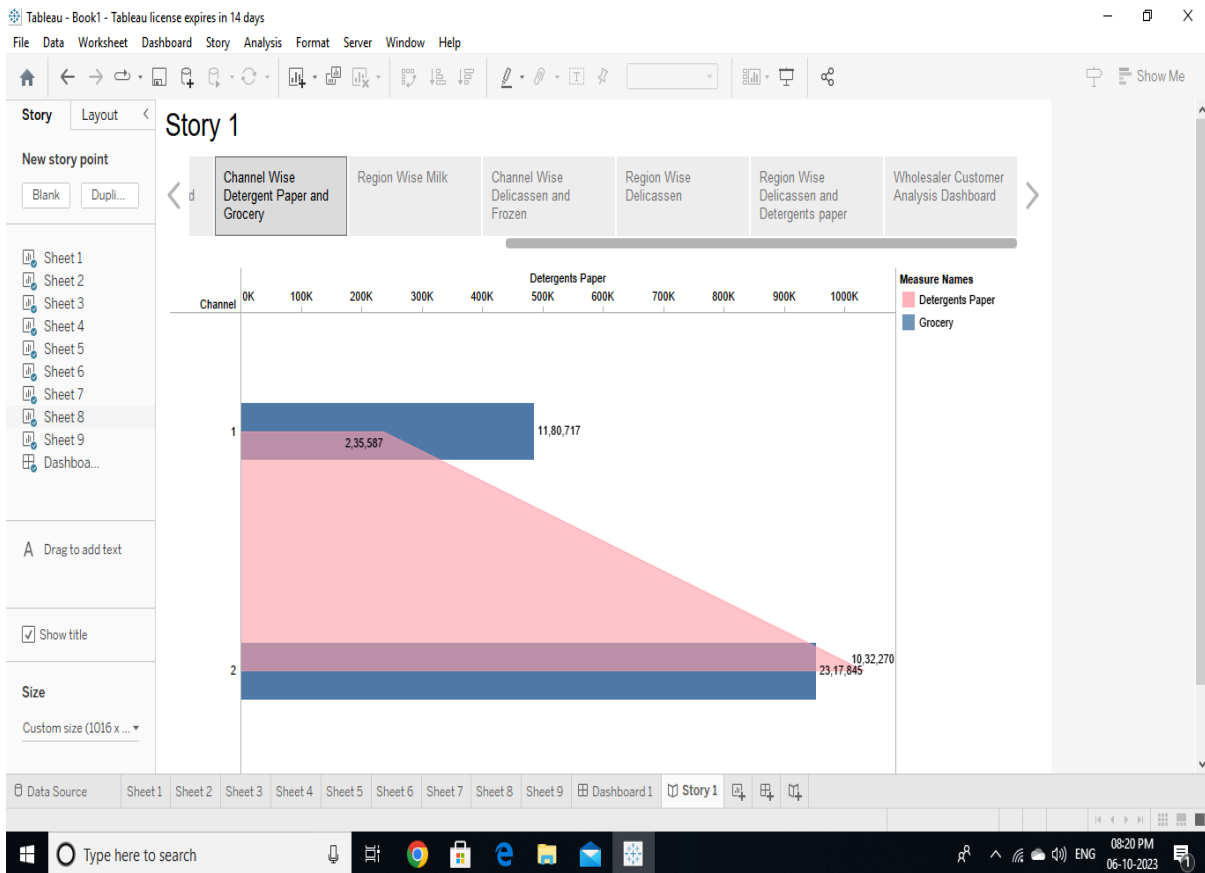 Tableau - Book1 - Tableau license expires in 14 days
File Data Worksheet Dashboard Story Analysis Format Server Window Help
Show Me
Story Layout
Story 1
New story point
Blank Dupli...
d
Channel Wise
Detergent Paper and
Grocery
Region Wise Milk
Channel Wise
Delicassen and
Frozen
Region Wise
Delicassen
Region Wise
Delicassen and
Detergents paper
Wholesaler Customer
Analysis Dashboard
Sheet 1
Sheet 2
Sheet 3
Sheet 4
Sheet 5
Sheet 6
Sheet 7
Sheet 8
Sheet 9
Dashboa...
A Drag to add text
Show title
Size
Custom size (1016 x ...
Detergents Paper
Channel 0K 100K 200K 300K 400K 500K 600K 700K 800K 900K 1000K
1
11,80,717
2,35,587
2
10,32,270
23,17,845
Measure Names
Detergents Paper
Grocery
Data Source Sheet 1 Sheet 2 Sheet 3 Sheet 4 Sheet 5 Sheet 6 Sheet 7 Sheet 8 Sheet 9 Dashboard 1 Story 1
Type here to search
ENG
08:20 PM
06-10-2023
1